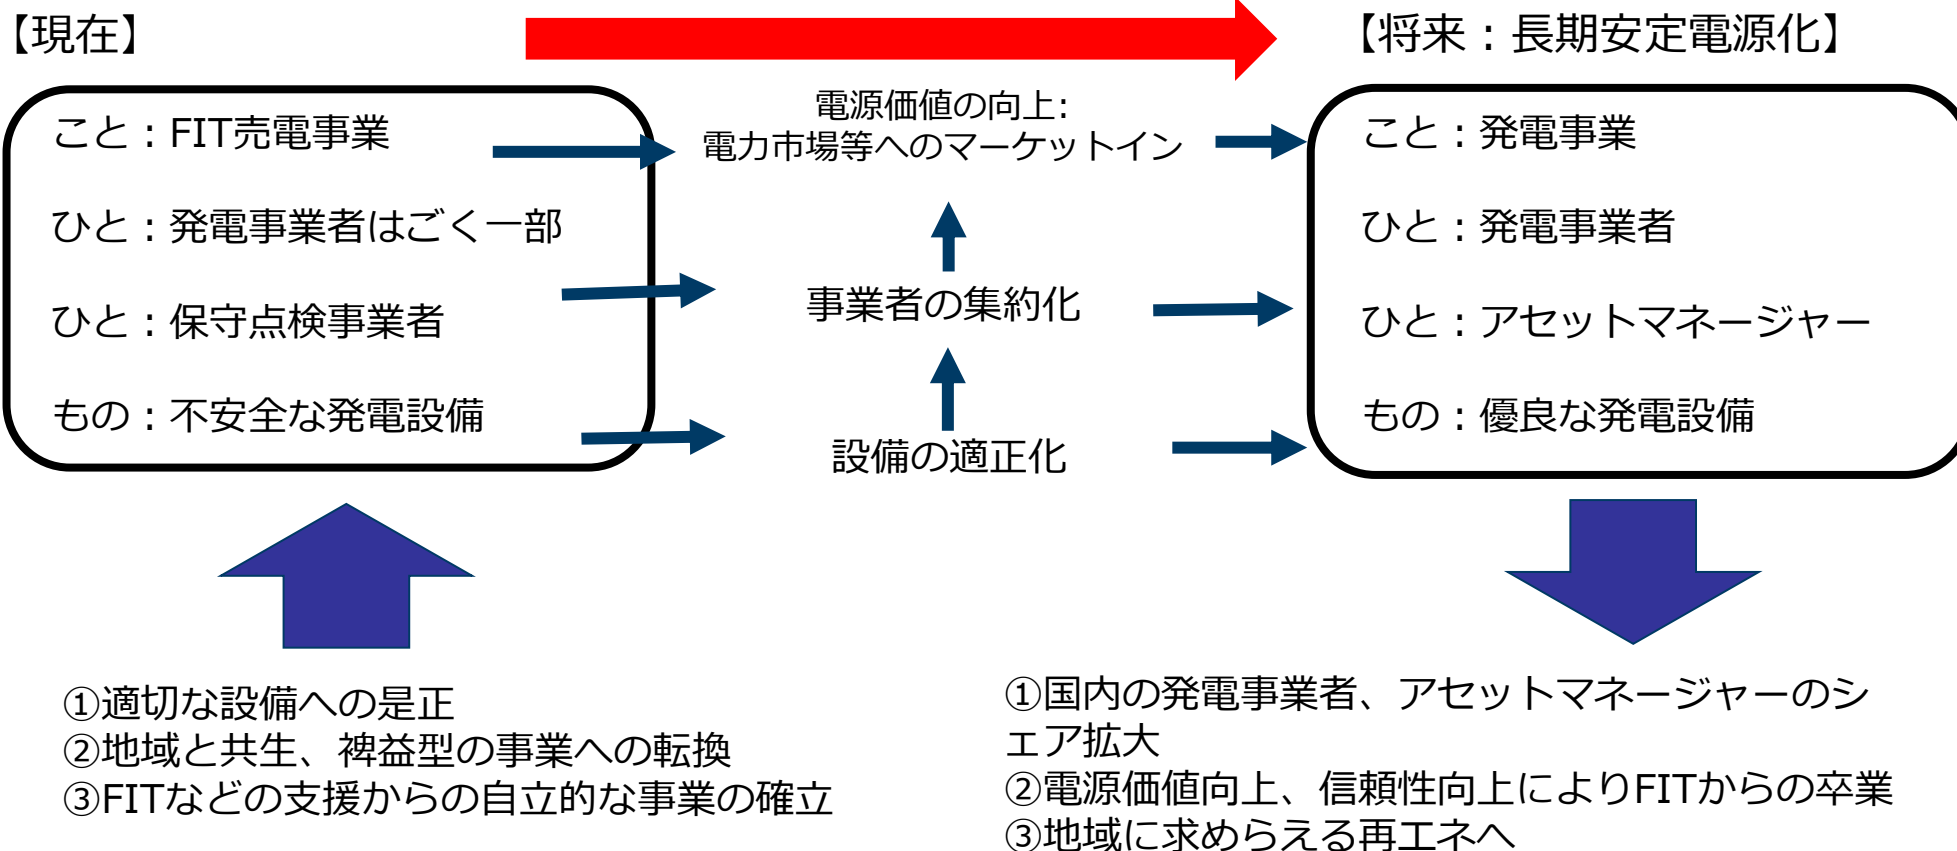 【現在】
【将来：長期安定電源化】
こと：FIT売電事業
ひと：発電事業者はごく一部
ひと：保守点検事業者
もの：不安全な発電設備
電源価値の向上:
電力市場等へのマーケットイン
事業者の集約化
設備の適正化
こと：発電事業
ひと：発電事業者
ひと：アセットマネージャー
もの：優良な発電設備
①適切な設備への是正
②地域と共生、裨益型の事業への転換
③FITなどの支援からの自立的な事業の確立
①国内の発電事業者、アセットマネージャーのシ
ェア拡大
②電源価値向上、信頼性向上によりFITからの卒業
③地域に求めらえる再エネへ